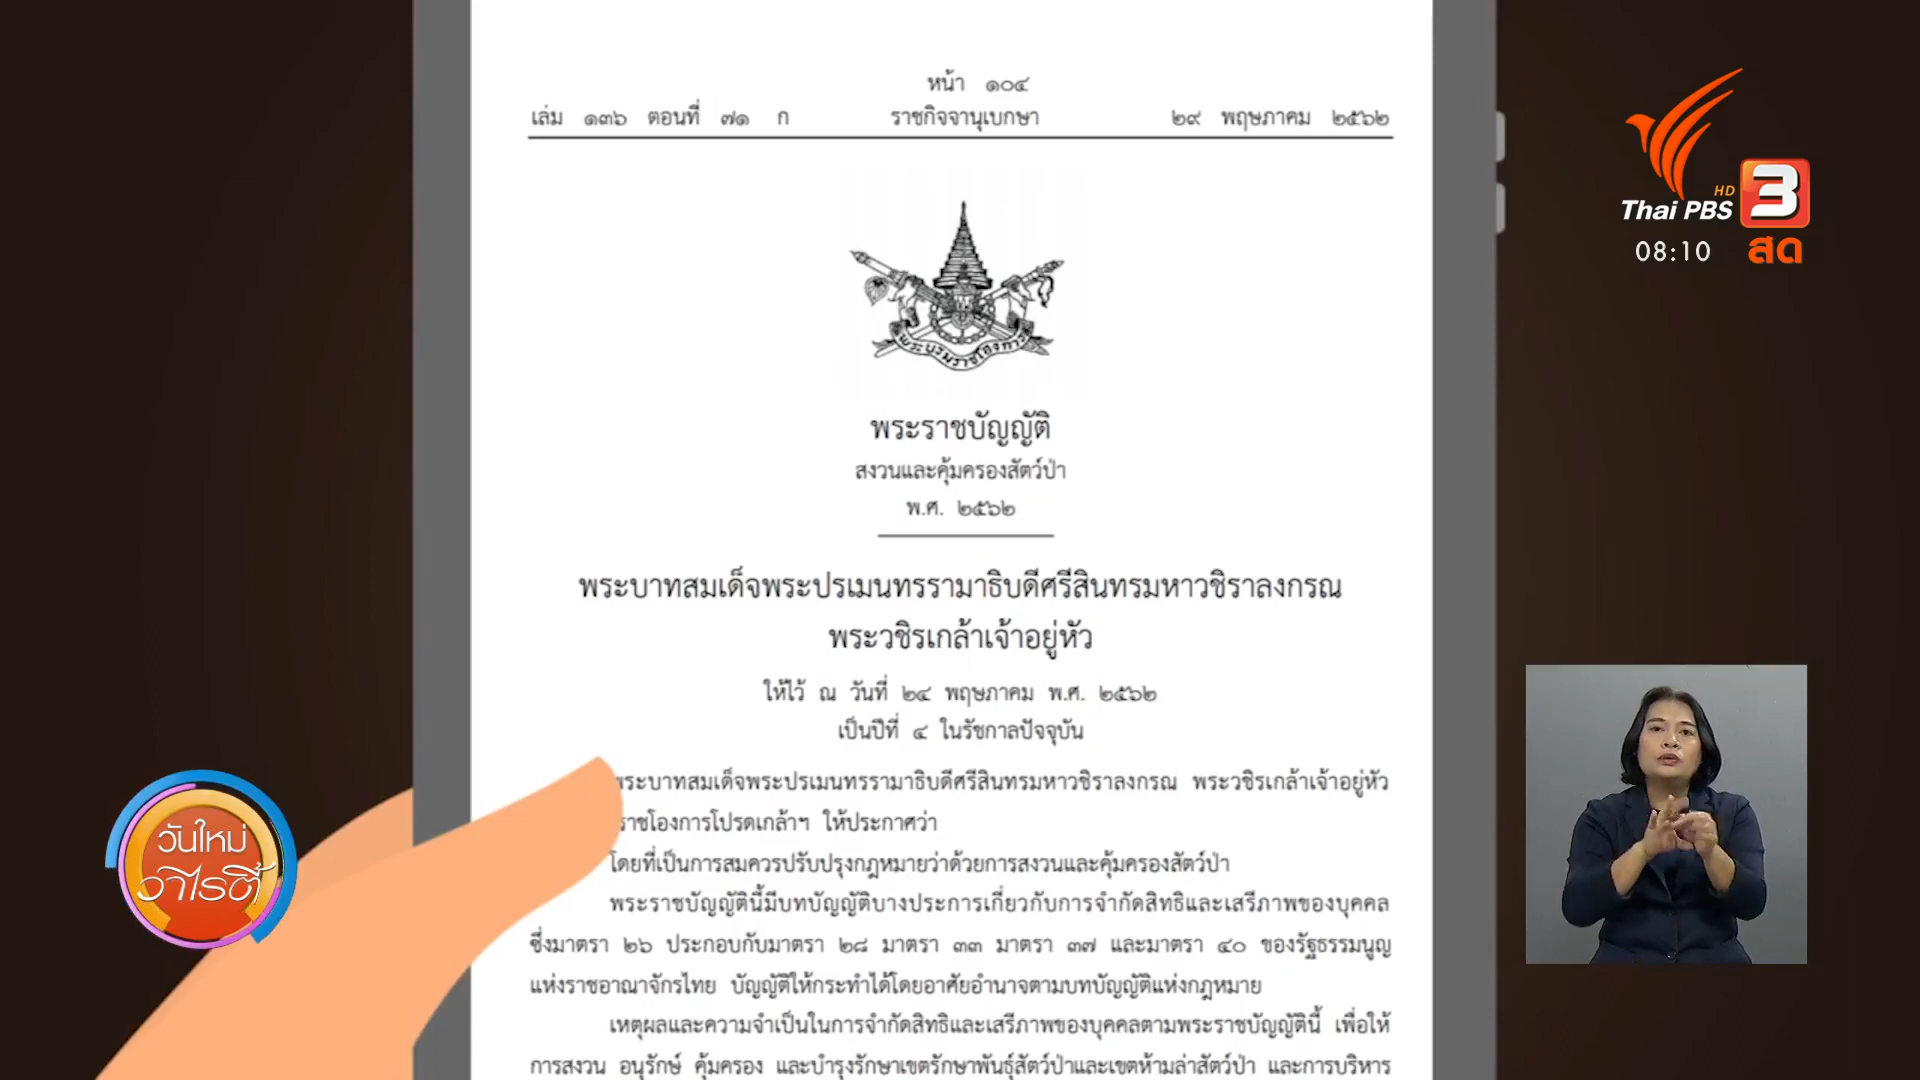 หน้า ๑๐๔
เล่ม ๑๓๖ ตอนที่ ๗๑ ก ราชกิจจานุเบกษา ๒๙ พฤษภาคม ๒๕๖๒
พระบรมราชโองการ
พระราชบัญญัติ
สงวนและคุ้มครองสัตว์ป่า
พ.ศ. ๒๕๖๒
พระบาทสมเด็จพระปรเมนทรรามาธิบดีศรีสินทรมหาวชิราลงกรณ
พระวชิรเกล้าเจ้าอยู่หัว
ให้ไว้ ณ วันที่ ๒๔ พฤษภาคม พ.ศ. ๒๕๖๒
เป็นปีที่ ๔ ในรัชกาลปัจจุบัน
พระบาทสมเด็จพระปรเมนทรรามาธิบดีศรีสินทรมหาวชิราลงกรณ พระวชิรเกล้าเจ้าอยู่หัว
ราชโองการโปรดเกล้าฯ ให้ประกาศว่า
โดยที่เป็นการสมควรปรับปรุงกฎหมายว่าด้วยการสงวนและคุ้มครองสัตว์ป่า
พระราชบัญญัตินี้มีบทบัญญัติบางประการเกี่ยวกับการจำกัดสิทธิและเสรีภาพของบุคคล
ซึ่งมาตรา ๒๖ ประกอบกับมาตรา ๒๘ มาตรา ๓๓ มาตรา ๓๗ และมาตรา ๔๐ ของรัฐธรรมนูญ
แห่งราชอาณาจักรไทย บัญญัติให้กระทำได้โดยอาศัยอำนาจตามบทบัญญัติแห่งกฎหมาย
เหตุผลและความจำเป็นในการจำกัดสิทธิและเสรีภาพของบุคคลตามพระราชบัญญัตินี้ เพื่อให้
การสงวน อนุรักษ์ คุ้มครอง และบำรุงรักษาเขตรักษาพันธุ์สัตว์ป่าและเขตห้ามล่าสัตว์ป่า และการบริหาร
Thai PBS HD 3
08:10 สด
วันใหม่
วาไรตี้